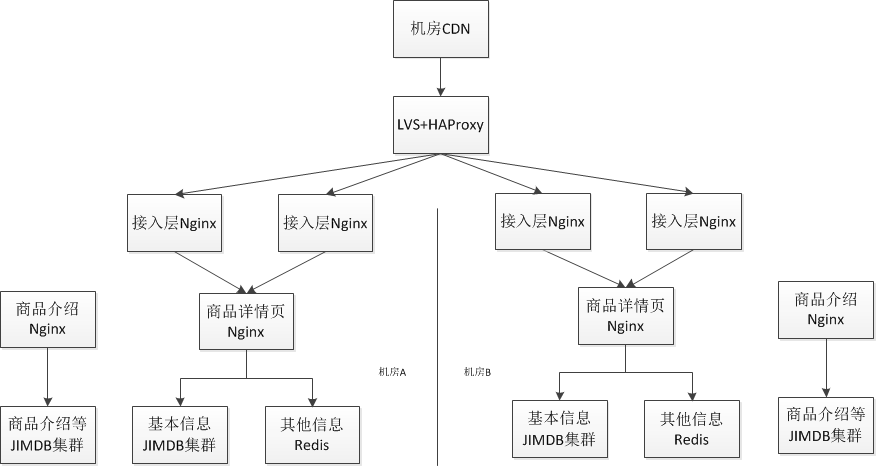 机房CDN
LVS+HAProxy
接入层Nginx
接入层Nginx
接入层Nginx
接入层Nginx
商品介绍
Nginx
商品详情页
Nginx
商品详情页
Nginx
商品介绍
Nginx
机房A
机房B
商品介绍等
JIMDB集群
基本信息
JIMDB集群
其他信息
Redis
基本信息
JIMDB集群
其他信息
Redis
商品介绍等
JIMDB集群